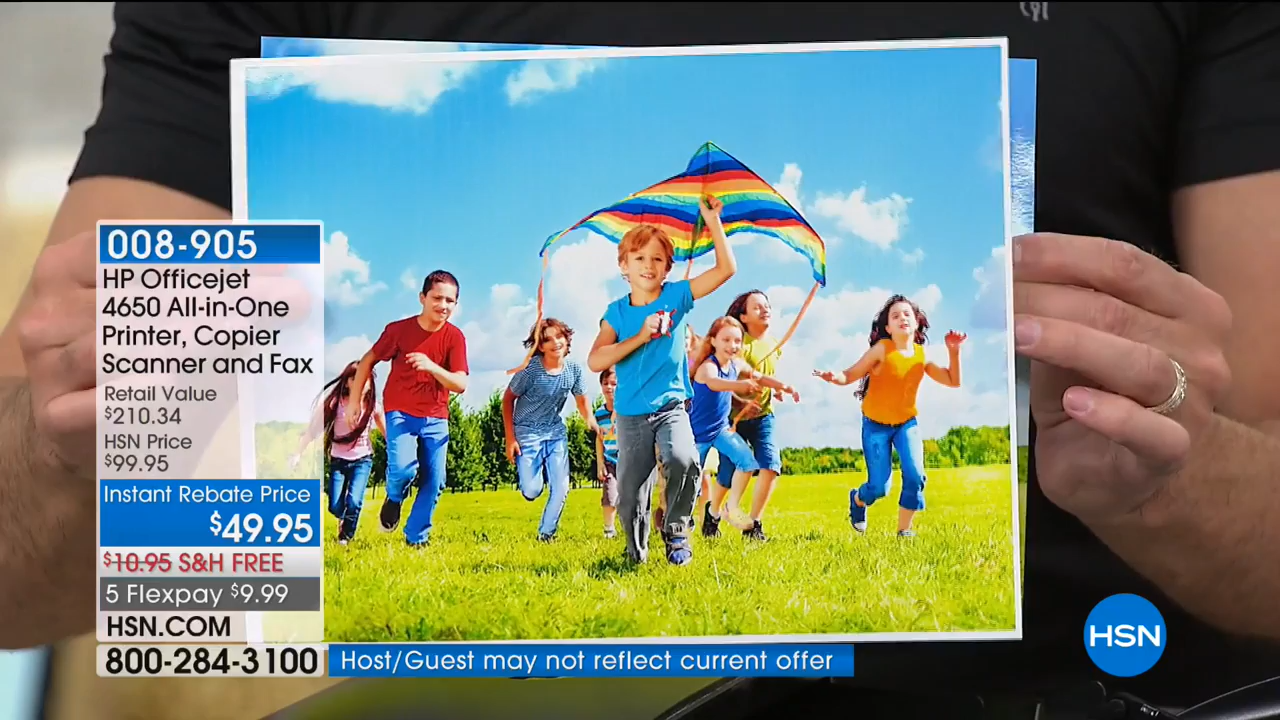 008-905
HP Officejet
4650 All-in-One
Printer, Copier
Scanner and Fax
Retail Value
$210.34
HSN Price
$99.95
Instant Rebate Price
$49.95
$10.95 S&H FREE
5 Flexpay $9.99
HSN.COM
800-284-3100
Host/Guest may not reflect current offer
HSN